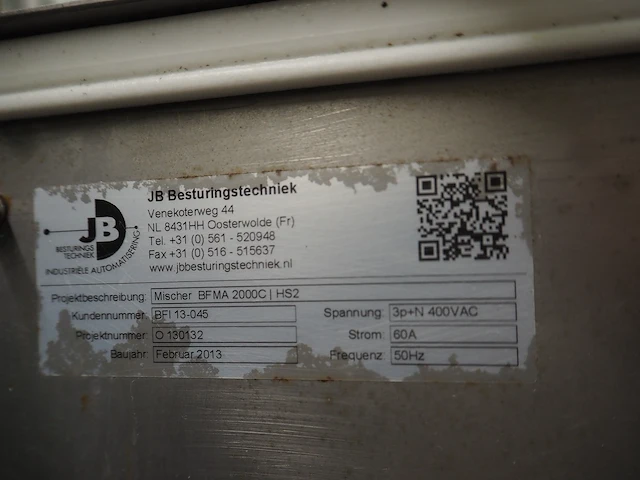 JB Besturingstechniek
Venekoterweg 44
NL 8431HH Oosterwolde (Fr)
Tel. +31 (0) 561 - 520948
Fax +31 (0) 516 - 515637
www.jbbesturingstechniek.nl
JB
BESTURINGS
TECHNIEK
INDUSTRIËLE AUTOMATISERING
Projektbeschreibung: Mischer BFMA 2000C | HS2
Kundennummer: BFI 13-045 Spannung: 3p+N 400VAC
Projektnummer: O 130132 Strom: 60A
Baujahr: Februar 2013 Frequenz: 50Hz